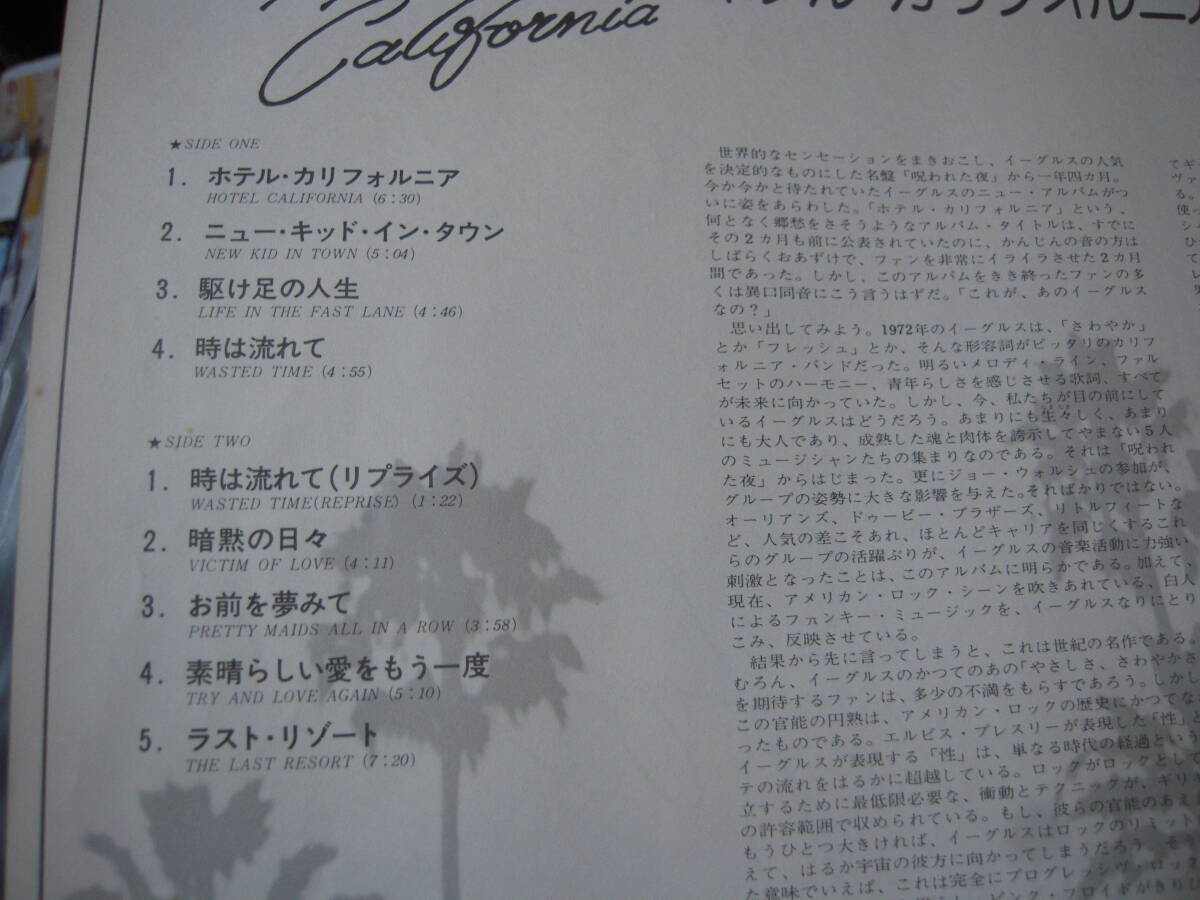 California
★ SIDE ONE
1. ホテル・カリフォルニア
HOTEL CALIFORNIA (6:30)
2. ニュー・キッド・イン・タウン
NEW KID IN TOWN (5:04)
3. 駆け足の人生
LIFE IN THE FAST LANE (4:46)
4. 時は流れて
WASTED TIME (4:55)
★ SIDE TWO
1. 時は流れて(リプライズ)
WASTED TIME(REPRISE) (1:22)
2. 暗黙の日々
VICTIM OF LOVE (4:11)
3. お前を夢みて
PRETTY MAIDS ALL IN A ROW (3:58)
4. 素晴らしい愛をもう一度
TRY AND LOVE AGAIN (5:10)
5. ラスト・リゾート
THE LAST RESORT (7:20)
世界的なセンセーションをまきおこし、イーグルスの人気
を決定的なものにした名盤「呪われた夜」から一年四カ月。
今か今かと待たれていたイーグルスのニュー・アルバムがつ
いに姿をあらわした。「ホテル・カリフォルニア」という、
何となく郷愁をさそうようなアルバム・タイトルは、すでに
その2カ月も前に公表されていたのに、かんじんの音の方は
しばらくおあずけで、ファンを非常にイライラさせた2カ月
間であった。しかし、このアルバムをきき終ったファンの多
くは異口同音にこう言うはずだ。「これが、あのイーグルス
なの？」
思い出してみよう。1972年のイーグルスは、「さわやか」
とか「フレッシュ」とか、そんな形容詞がピッタリのカリフ
ォルニア・バンドだった。明るいメロディ・ライン、ファル
セットのハーモニー、青年らしさを感じさせる歌詞、すべて
が未来に向かっていた。しかし、今、私たちが目の前にして
いるイーグルスはどうだろう。あまりにも生々しく、あまり
にも大人であり、成熟した魂と肉体を誇示してやまない5人
のミュージシャンたちの集まりなのである。それは「呪われ
た夜」からはじまった。更にジョー・ウォルシュの参加が、
グループの姿勢に大きな影響を与えた。そればかりではない。
オーリアンズ、ドゥービー・ブラザーズ、リトルフィートな
ど、人気の差こそあれ、ほとんどキャリアを同じくするこれ
らのグループの活躍ぶりが、イーグルスの音楽活動に力強い
刺激となったことは、このアルバムに明らかである。加えて、
現在、アメリカン・ロック・シーンを吹きあれている、白人
によるファンキー・ミュージックを、イーグルスなりにとり
こみ、反映させている。
結果から先に言ってしまうと、これは世紀の名作である。
むろん、イーグルスのかつてのあの「やさしさ、さわやかさ
を期待するファンは、多少の不満をもらすであろう。しかし
この官能の円熟は、アメリカン・ロックの歴史にかつてな
ったものである。エルビス・プレスリーが表現した「性」
イーグルスが表現する「性」は、単なる時代の経過という
テの流れをはるかに超越している。ロックがロックとして
立するために最低限必要な、衝動とテクニックが、ギリ
の許容範囲で収められている。もし、彼らの官能のあえ
もうひとつ大きければ、イーグルスはロックのリミット
えて、はるか宇宙の彼方に向かってしまうだろう。そう
た意味でいえば、これは完全にプログレッシヴ・ロック